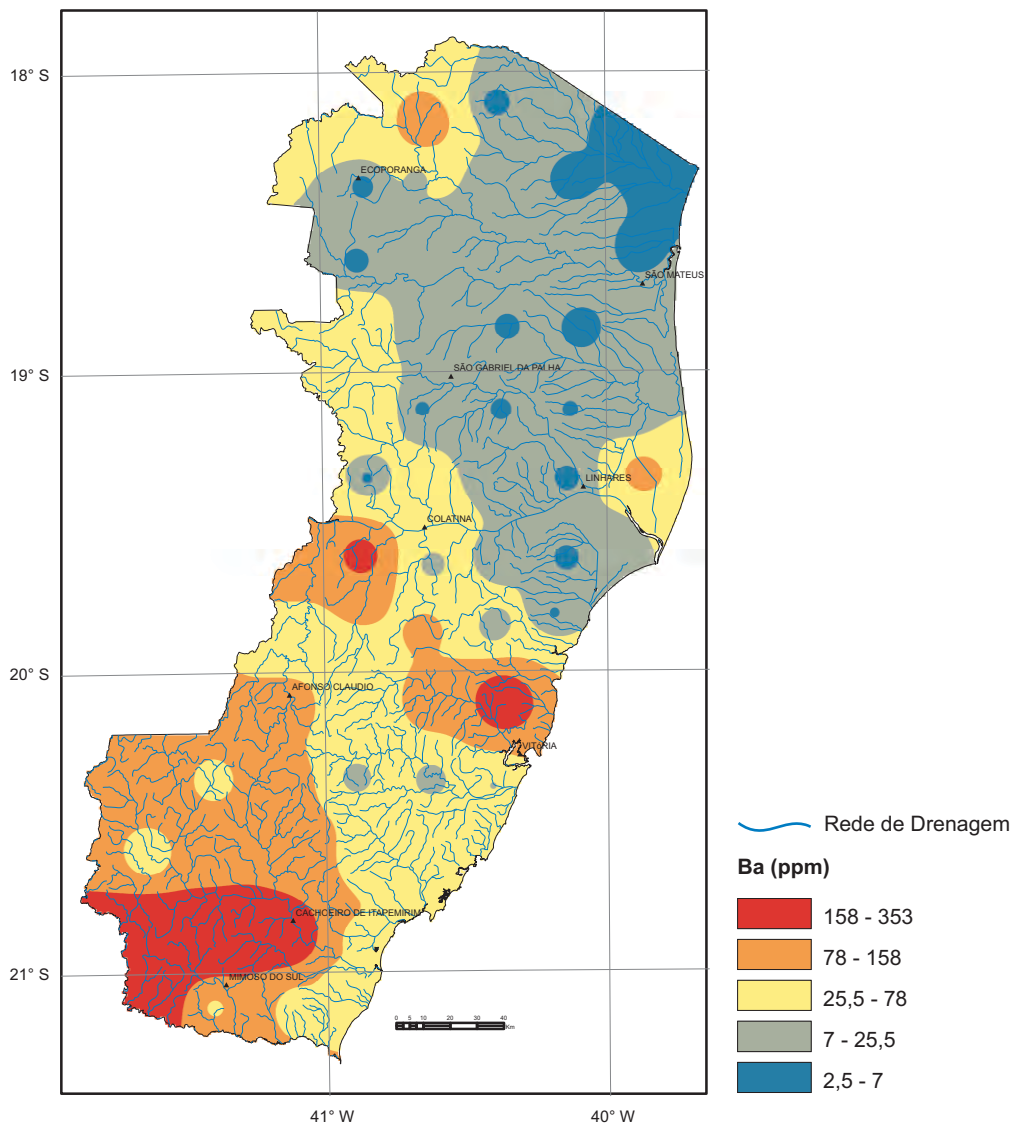 18° S
ECOPORANGA
SÃO MATEUS
19° S
SÃO GABRIEL DA PALHA
LINHARES
COLATINA
20° S
AFONSO CLAUDIO
VITÓRIA
Rede de Drenagem
Ba (ppm)
158 - 353
CACHOEIRO DE ITAPEMIRIM
78 - 158
21° S
MIMOSO DO SUL
25,5 - 78
0 5 10 20 30 40
Km
7 - 25,5
2,5 - 7
41° W
40° W